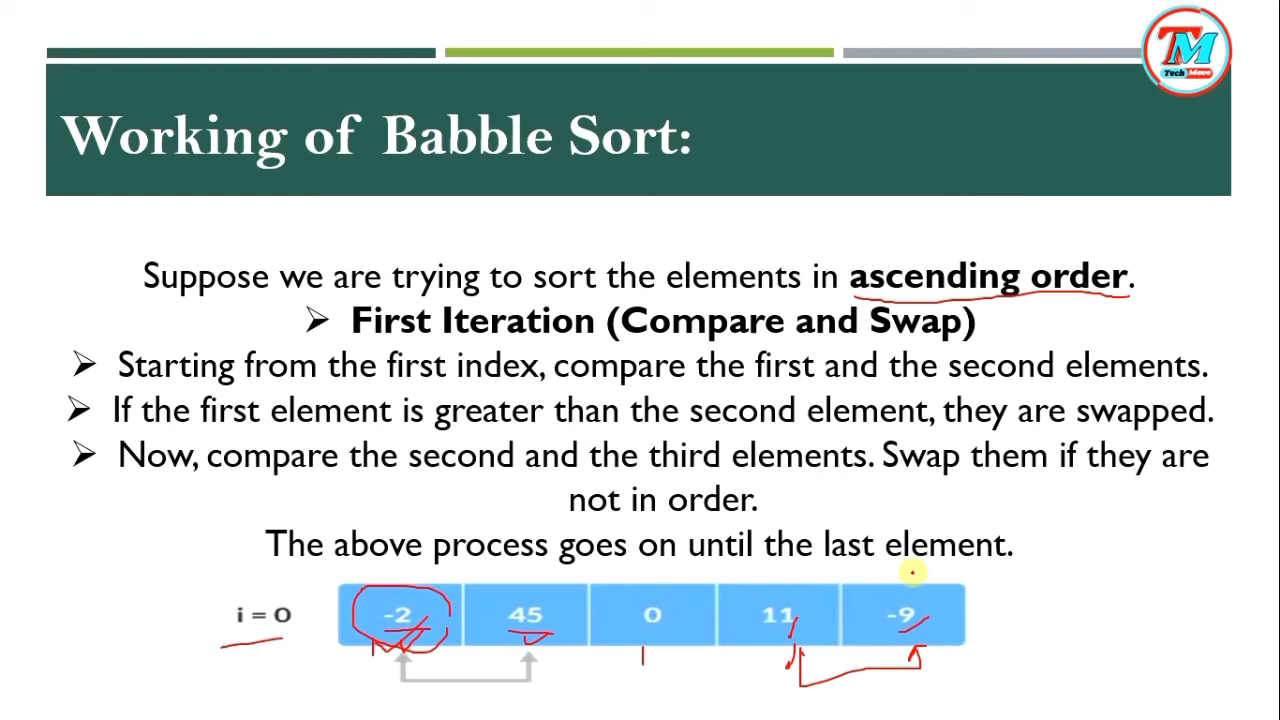 TM
Tech Move
Working of Babble Sort:
Suppose we are trying to sort the elements in ascending order.
➢ First Iteration (Compare and Swap)
➢ Starting from the first index, compare the first and the second elements.
➢ If the first element is greater than the second element, they are swapped.
➢ Now, compare the second and the third elements. Swap them if they are
not in order.
The above process goes on until the last element.
i = 0 -2 45 0 11 -9